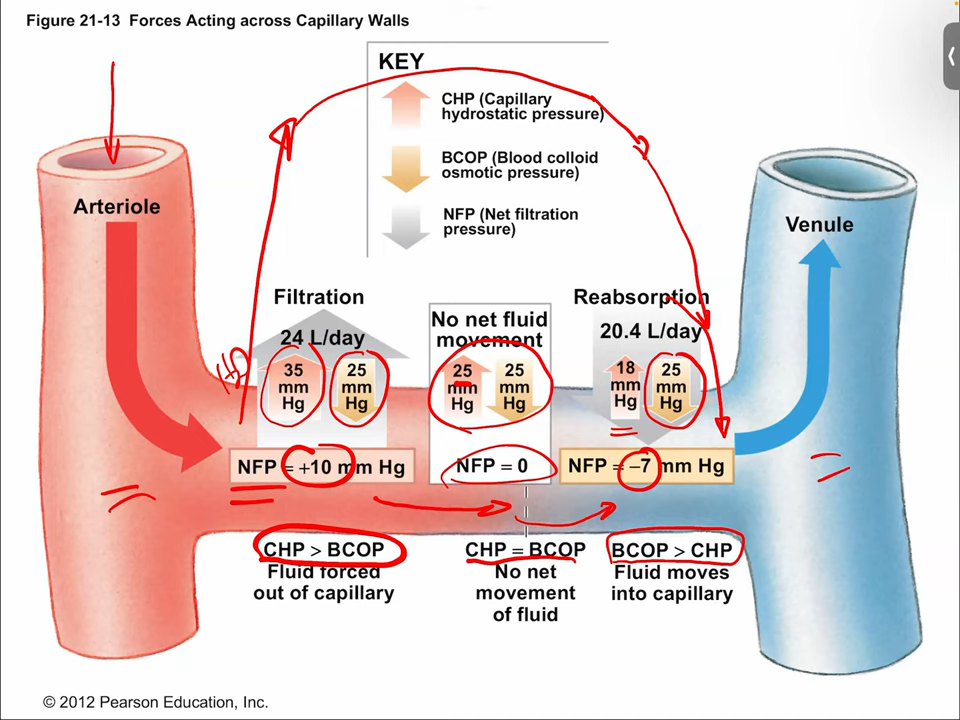 Figure 21-13 Forces Acting across Capillary Walls
KEY
CHP (Capillary
hydrostatic pressure)
BCOP (Blood colloid
osmotic pressure)
NFP (Net filtration
pressure)
Arteriole
Venule
Filtration
24 L/day
35
mm
Hg
25
mm
Hg
No net fluid
movement
25
mm
Hg
25
mm
Hg
Reabsorption
20.4 L/day
18
mm
Hg
25
mm
Hg
NFP = +10 mm Hg
NFP = 0
NFP = –7 mm Hg
CHP > BCOP
Fluid forced
out of capillary
CHP = BCOP
No net
movement
of fluid
BCOP > CHP
Fluid moves
into capillary
© 2012 Pearson Education, Inc.